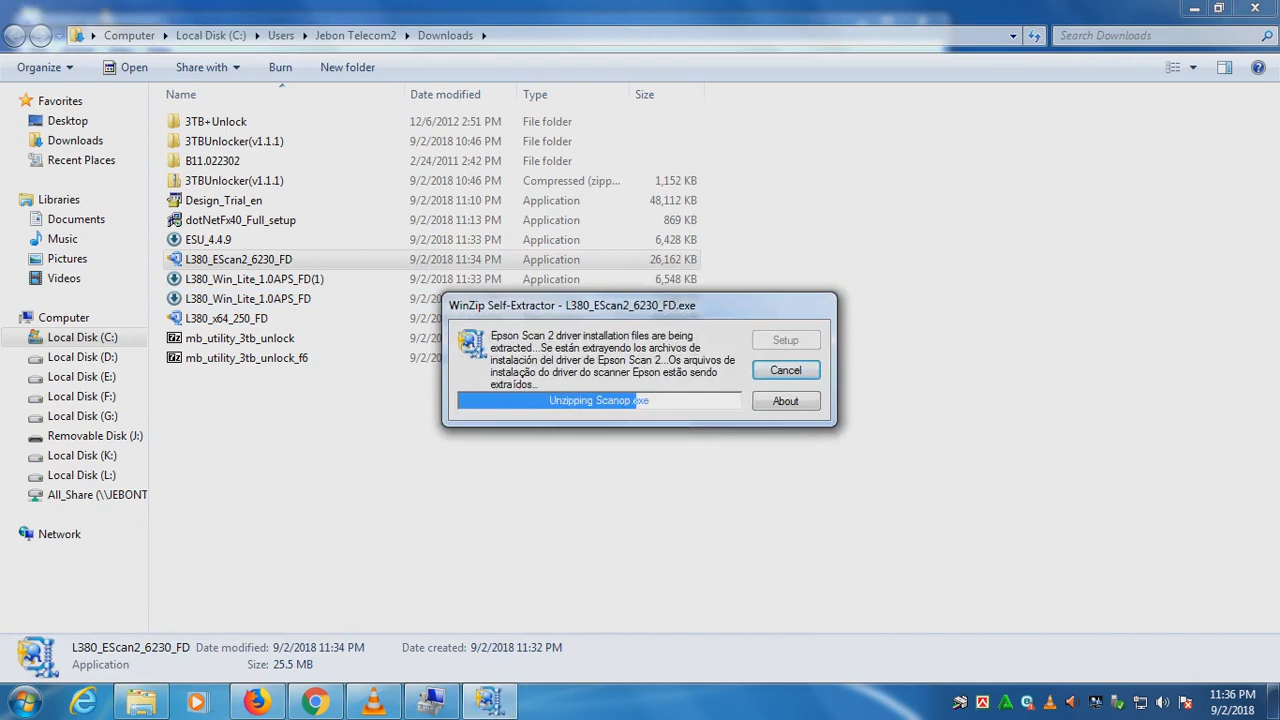 Computer Local Disk (C:) Users Jebon Telecom2 Downloads Search Downloads
Organize Open Share with Burn New folder
Name Date modified Type Size
Favorites
Desktop
Downloads
Recent Places
Libraries
Documents
Music
Pictures
Videos
Computer
Local Disk (C:)
Local Disk (D:)
Local Disk (E:)
Local Disk (F:)
Local Disk (G:)
Removable Disk (J:)
Local Disk (K:)
Local Disk (L:)
All_Share (\\JEBONT
Network
3TB+Unlock 12/6/2012 2:51 PM File folder
3TBUnlocker(v1.1.1) 9/2/2018 10:46 PM File folder
B11.022302 2/24/2011 2:42 PM File folder
3TBUnlocker(v1.1.1) 9/2/2018 10:46 PM Compressed (zipp... 1,152 KB
Design_Trial_en 9/2/2018 11:10 PM Application 48,112 KB
dotNetFx40_Full_setup 9/2/2018 11:13 PM Application 869 KB
ESU_4.4.9 9/2/2018 11:33 PM Application 6,428 KB
L380_EScan2_6230_FD 9/2/2018 11:34 PM Application 26,162 KB
L380_Win_Lite_1.0APS_FD(1) 9/2/2018 11:33 PM Application 6,548 KB
L380_Win_Lite_1.0APS_FD 9/2
L380_x64_250_FD 9/2
mb_utility_3tb_unlock 9/2
mb_utility_3tb_unlock_f6 9/2
WinZip Self-Extractor - L380_EScan2_6230_FD.exe
Epson Scan 2 driver installation files are being
extracted...Se están extrayendo los archivos de
instalación del driver de Epson Scan 2...Os arquivos de
instalação do driver do scanner Epson estão sendo
extraídos...
Unzipping Scanop.exe
Setup
Cancel
About
L380_EScan2_6230_FD Date modified: 9/2/2018 11:34 PM Date created: 9/2/2018 11:32 PM
Application Size: 25.5 MB
11:36 PM
9/2/2018